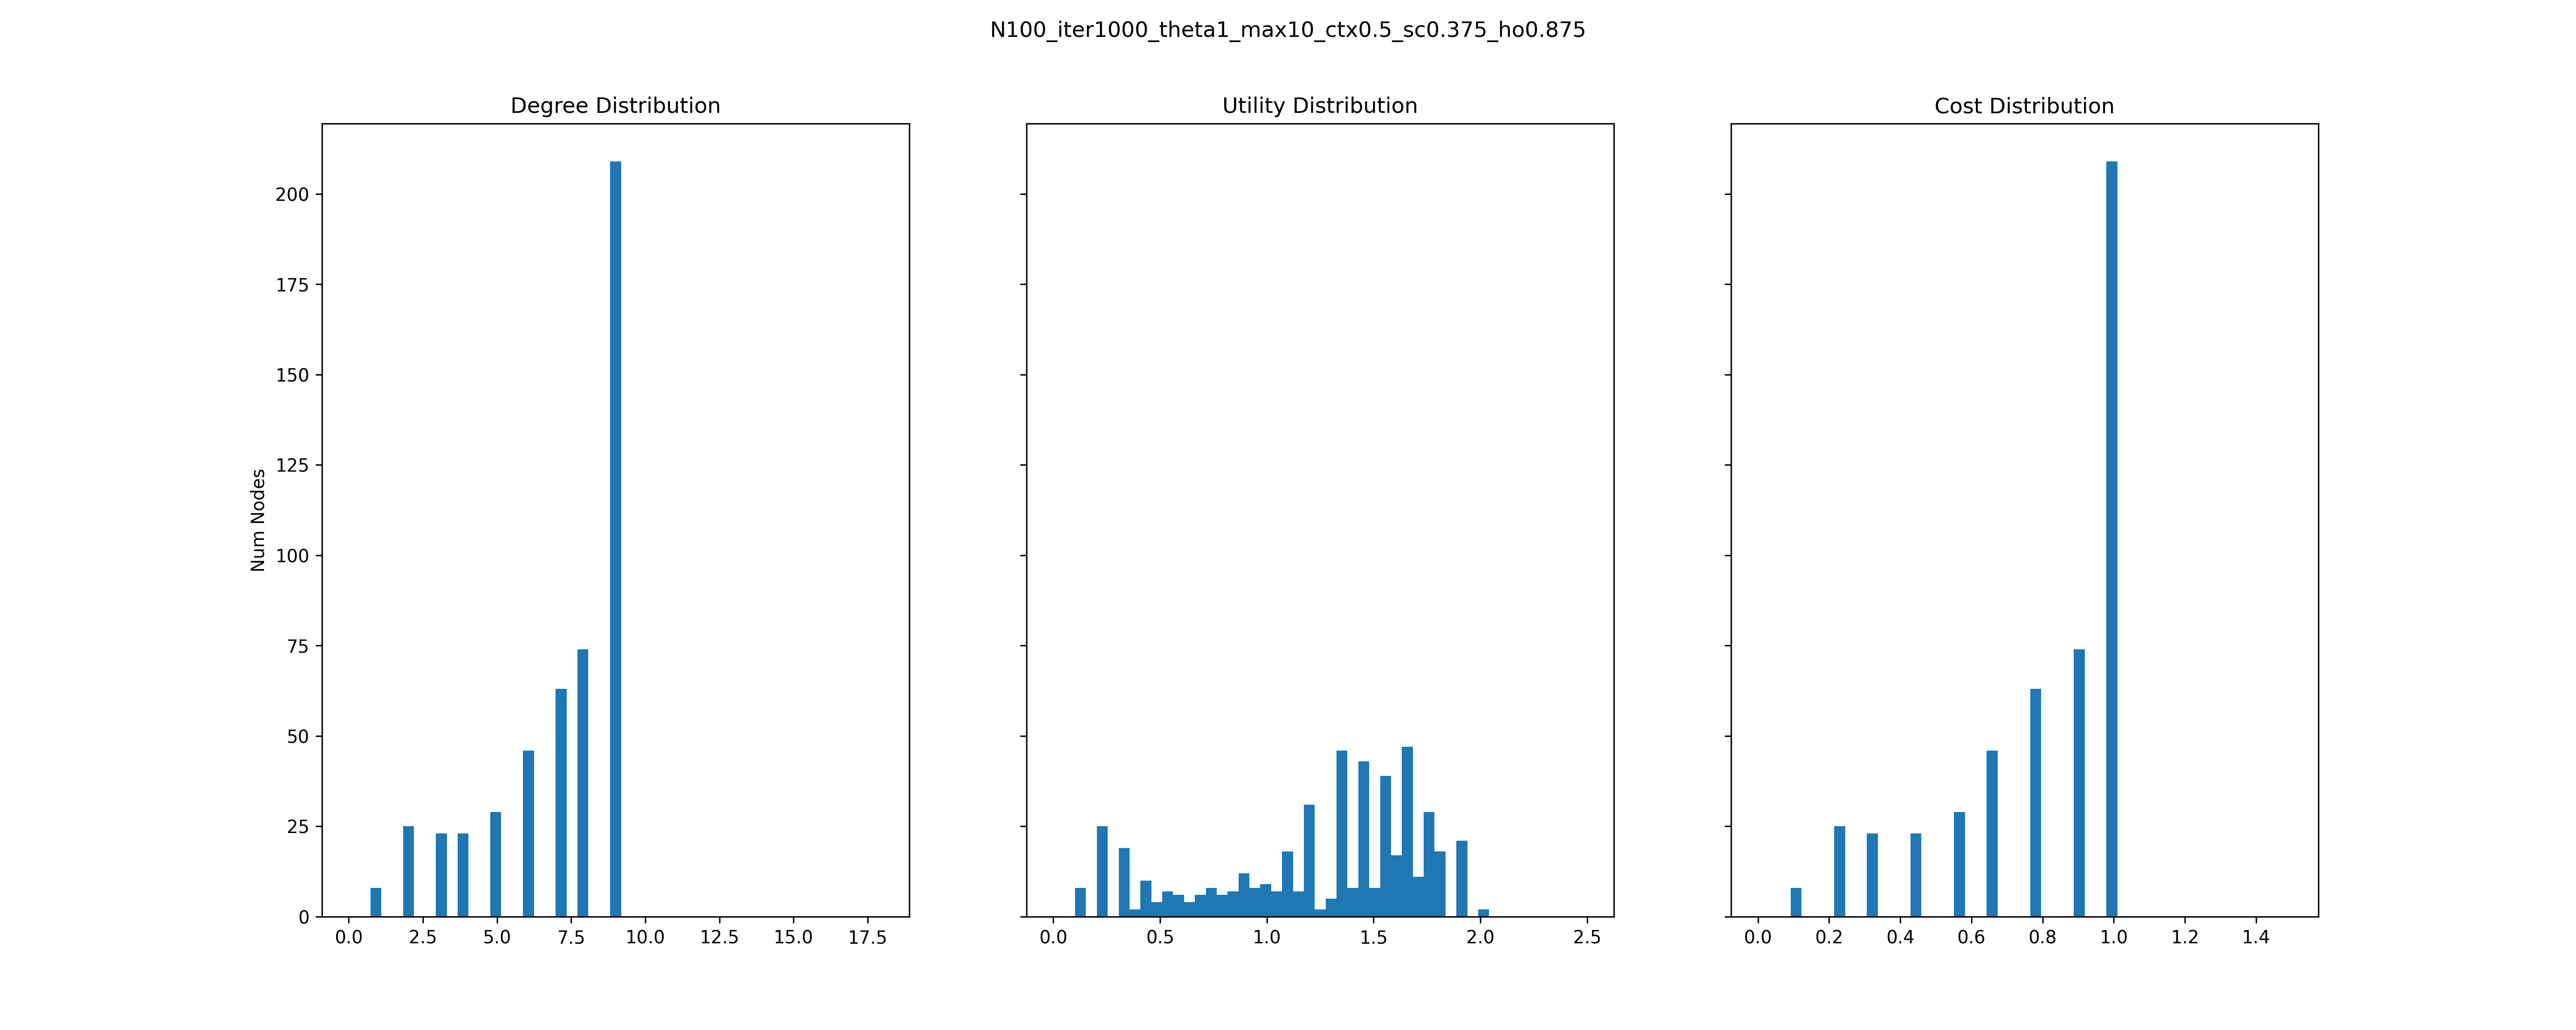 N100_iter1000_theta1_max10_ctx0.5_sc0.375_ho0.875
Degree Distribution
Utility Distribution
Cost Distribution
Num Nodes
200
175
150
125
100
75
50
25
0
0.0 2.5 5.0 7.5 10.0 12.5 15.0 17.5
0.0 0.5 1.0 1.5 2.0 2.5
0.0 0.2 0.4 0.6 0.8 1.0 1.2 1.4